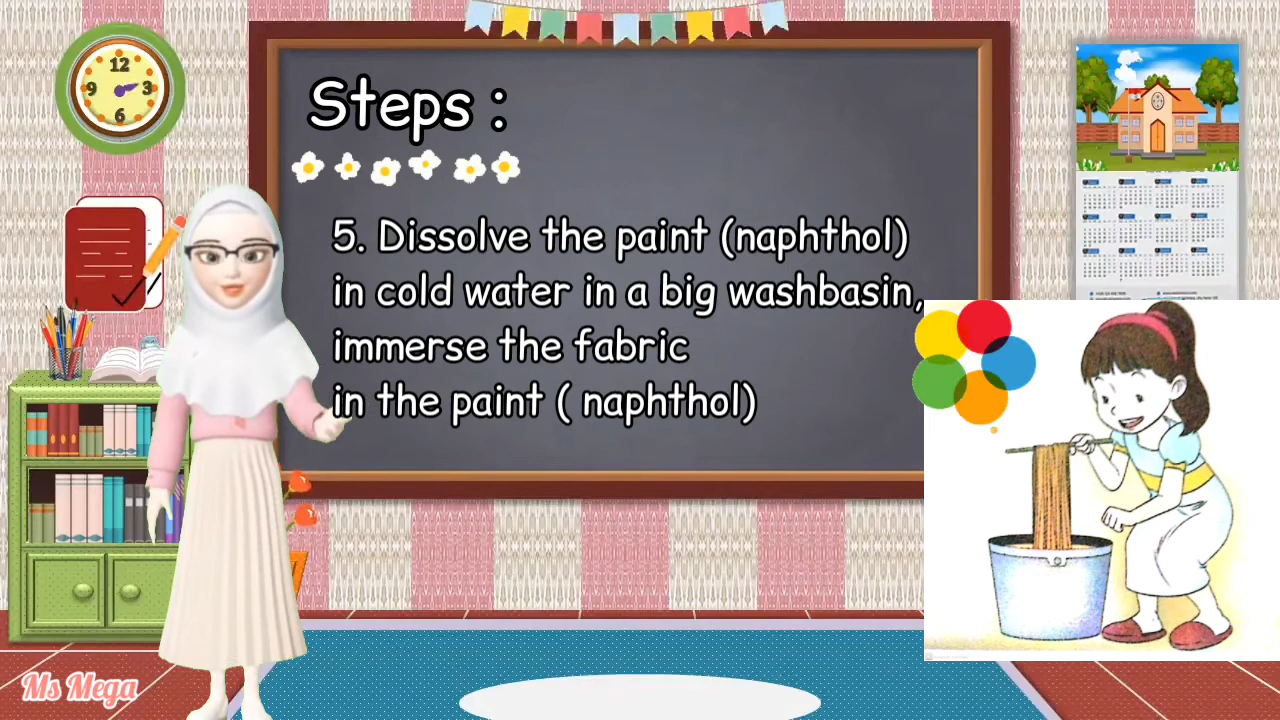 Steps :
5. Dissolve the paint (naphthol)
in cold water in a big washbasin,
immerse the fabric
in the paint ( naphthol)
12
9 3
6
Ms Mega